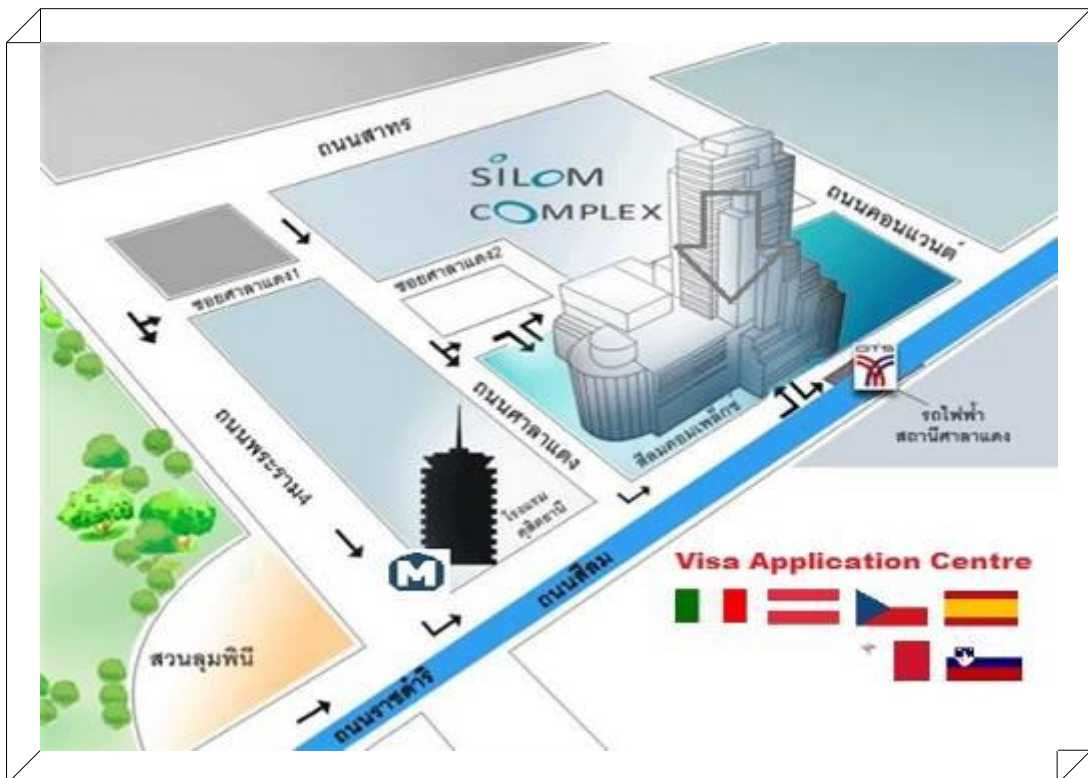 ถนนสาทร
SILOM
COMPLEX
ถนนคอนแวนต์
ซอยศาลาแดง1
ซอยศาลาแดง2
BTS
รถไฟฟ้า
สถานีศาลาแดง
ถนนศาลาแดง
สีลมคอมเพล็กซ์
ถนนพระราม4
โรงแรม
ดุสิตธานี
M
ถนนสีลม
Visa Application Centre
สวนลุมพินี
ถนนราชดำริ